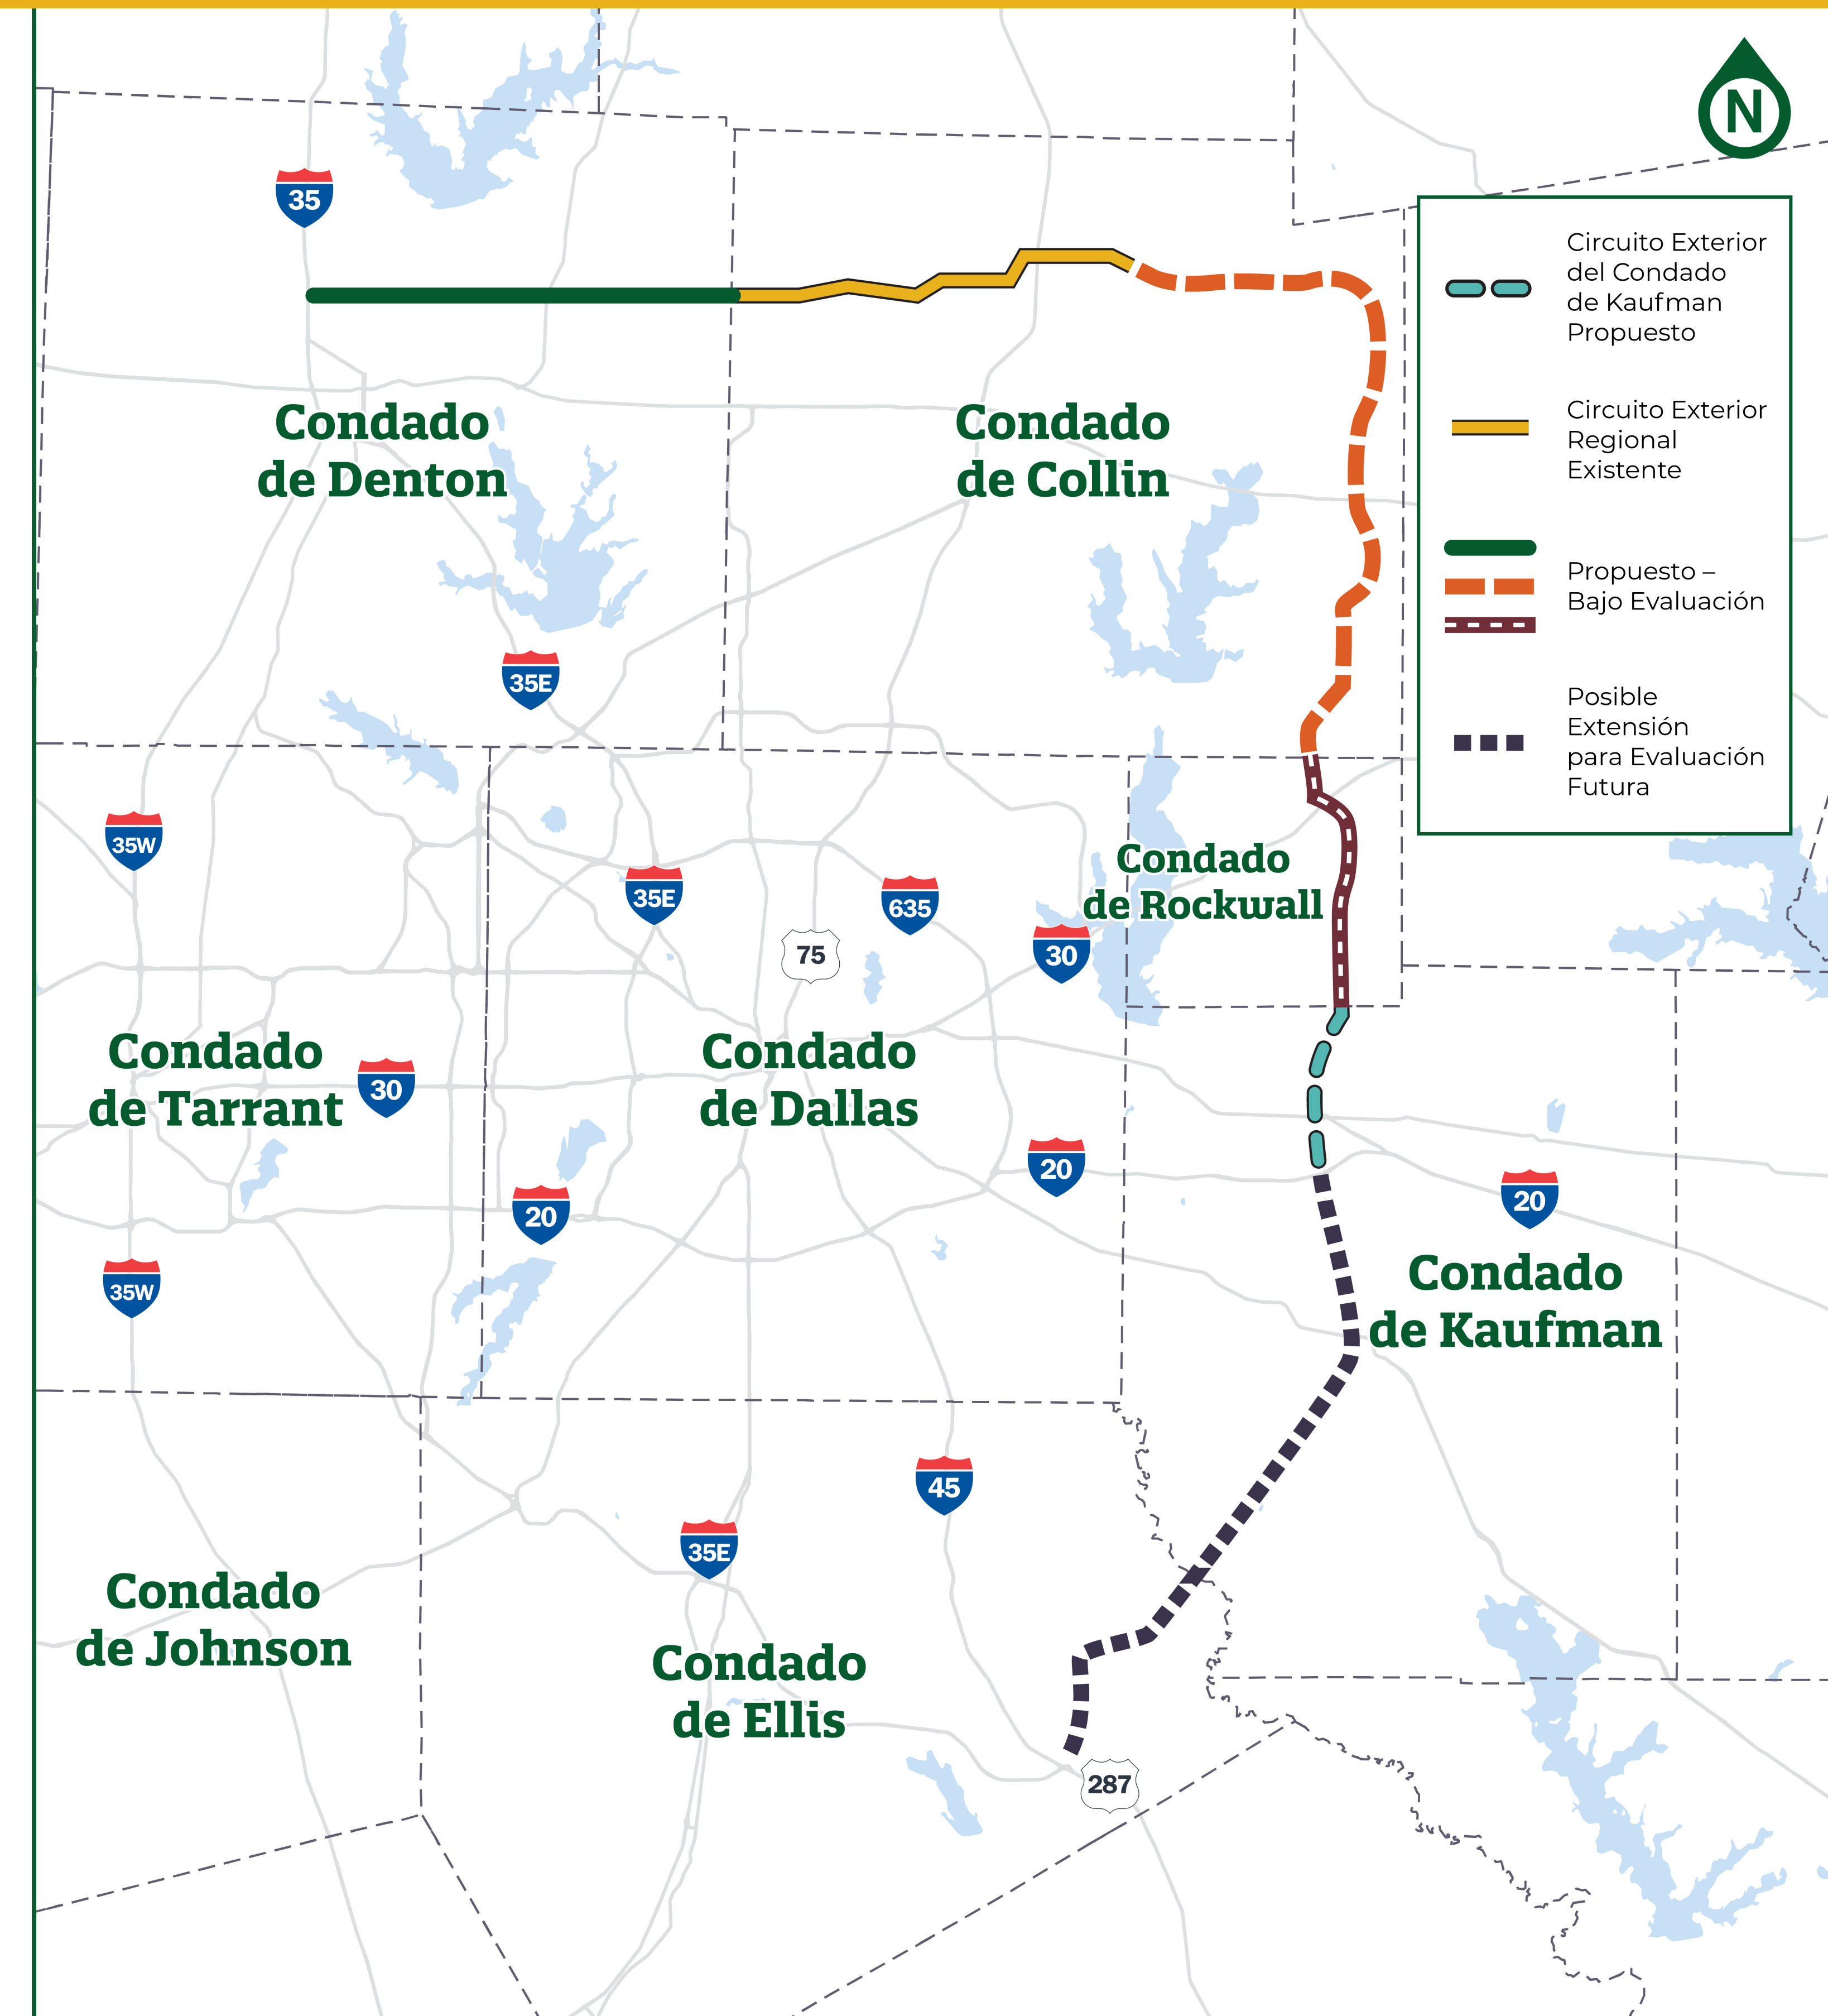 N
35
Circuito Exterior
del Condado
de Kaufman
Propuesto
Circuito Exterior
Regional
Existente
Propuesto –
Bajo Evaluación
Posible
Extensión
para Evaluación
Futura
Condado
de Denton
Condado
de Collin
35E
35W
35E
635
75
30
Condado
de Rockwall
Condado
de Tarrant
30
Condado
de Dallas
20
20
20
35W
Condado
de Kaufman
45
35E
Condado
de Johnson
Condado
de Ellis
287